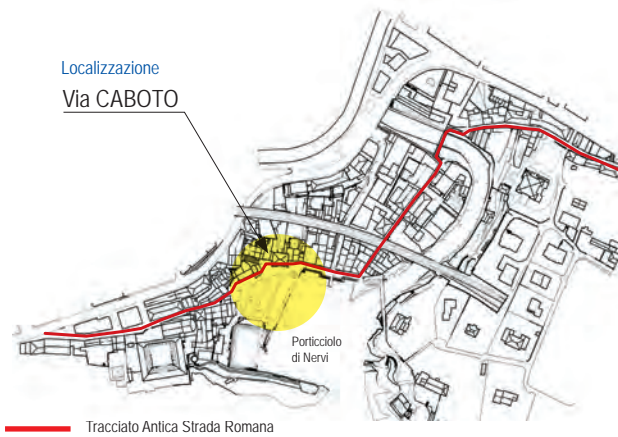 Localizzazione
Via CABOTO
Porticciolo
di Nervi
Tracciato Antica Strada Romana